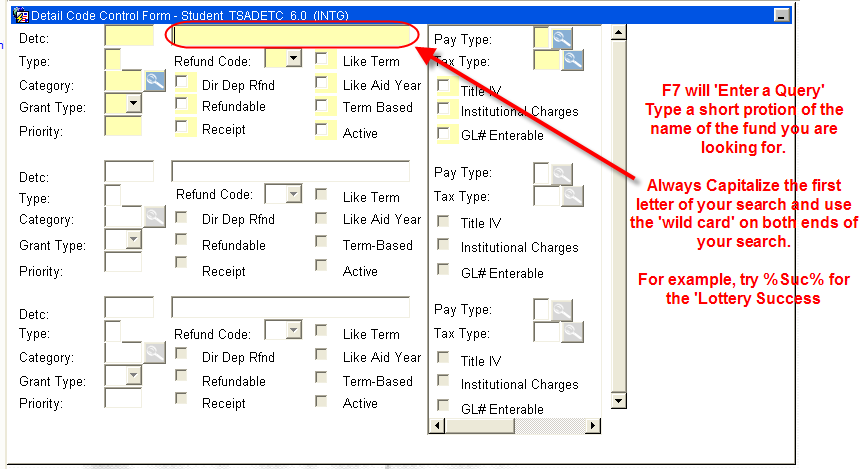 Detail Code Control Form - Student TSADETC 6.0 (INTG)
Detc:
Pay Type:
Type:
Refund Code:
Like Term
Tax Type:
Category:
Dir Dep Rfnd
Like Aid Year
Title IV
Grant Type:
Refundable
Term Based
Institutional Charges
Priority:
Receipt
Active
GL# Enterable
Detc:
Pay Type:
Type:
Refund Code:
Like Term
Tax Type:
Category:
Dir Dep Rfnd
Like Aid Year
Title IV
Grant Type:
Refundable
Term-Based
Institutional Charges
Priority:
Receipt
Active
GL# Enterable
Detc:
Pay Type:
Type:
Refund Code:
Like Term
Tax Type:
Category:
Dir Dep Rfnd
Like Aid Year
Title IV
Grant Type:
Refundable
Term-Based
Institutional Charges
Priority:
Receipt
Active
GL# Enterable
F7 will 'Enter a Query'
Type a short protion of the
name of the fund you are
looking for.
Always Capitalize the first
letter of your search and use
the 'wild card' on both ends of
your search.
For example, try %Suc% for
the 'Lottery Success